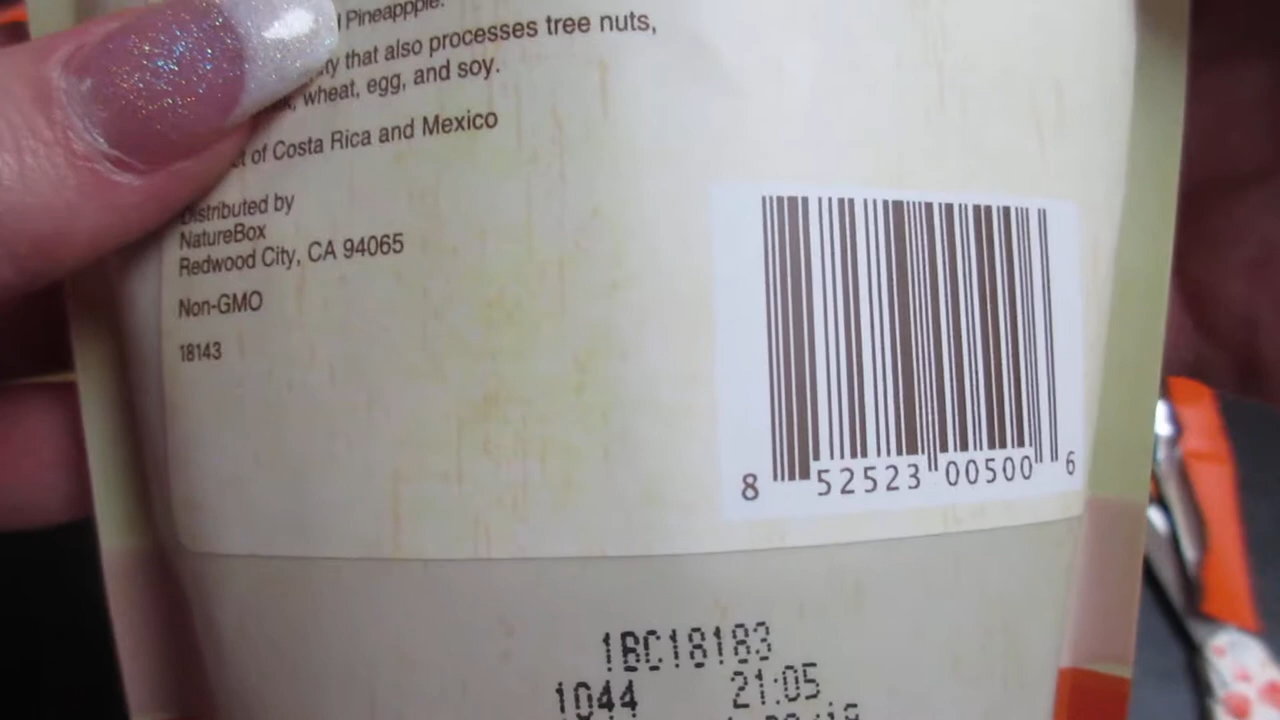 Pineappple.
that also processes tree nuts,
wheat, egg, and soy.
of Costa Rica and Mexico
Distributed by
NatureBox
Redwood City, CA 94065
Non-GMO
18143
8 52523 00500 6
1BC18183
1044 21:05